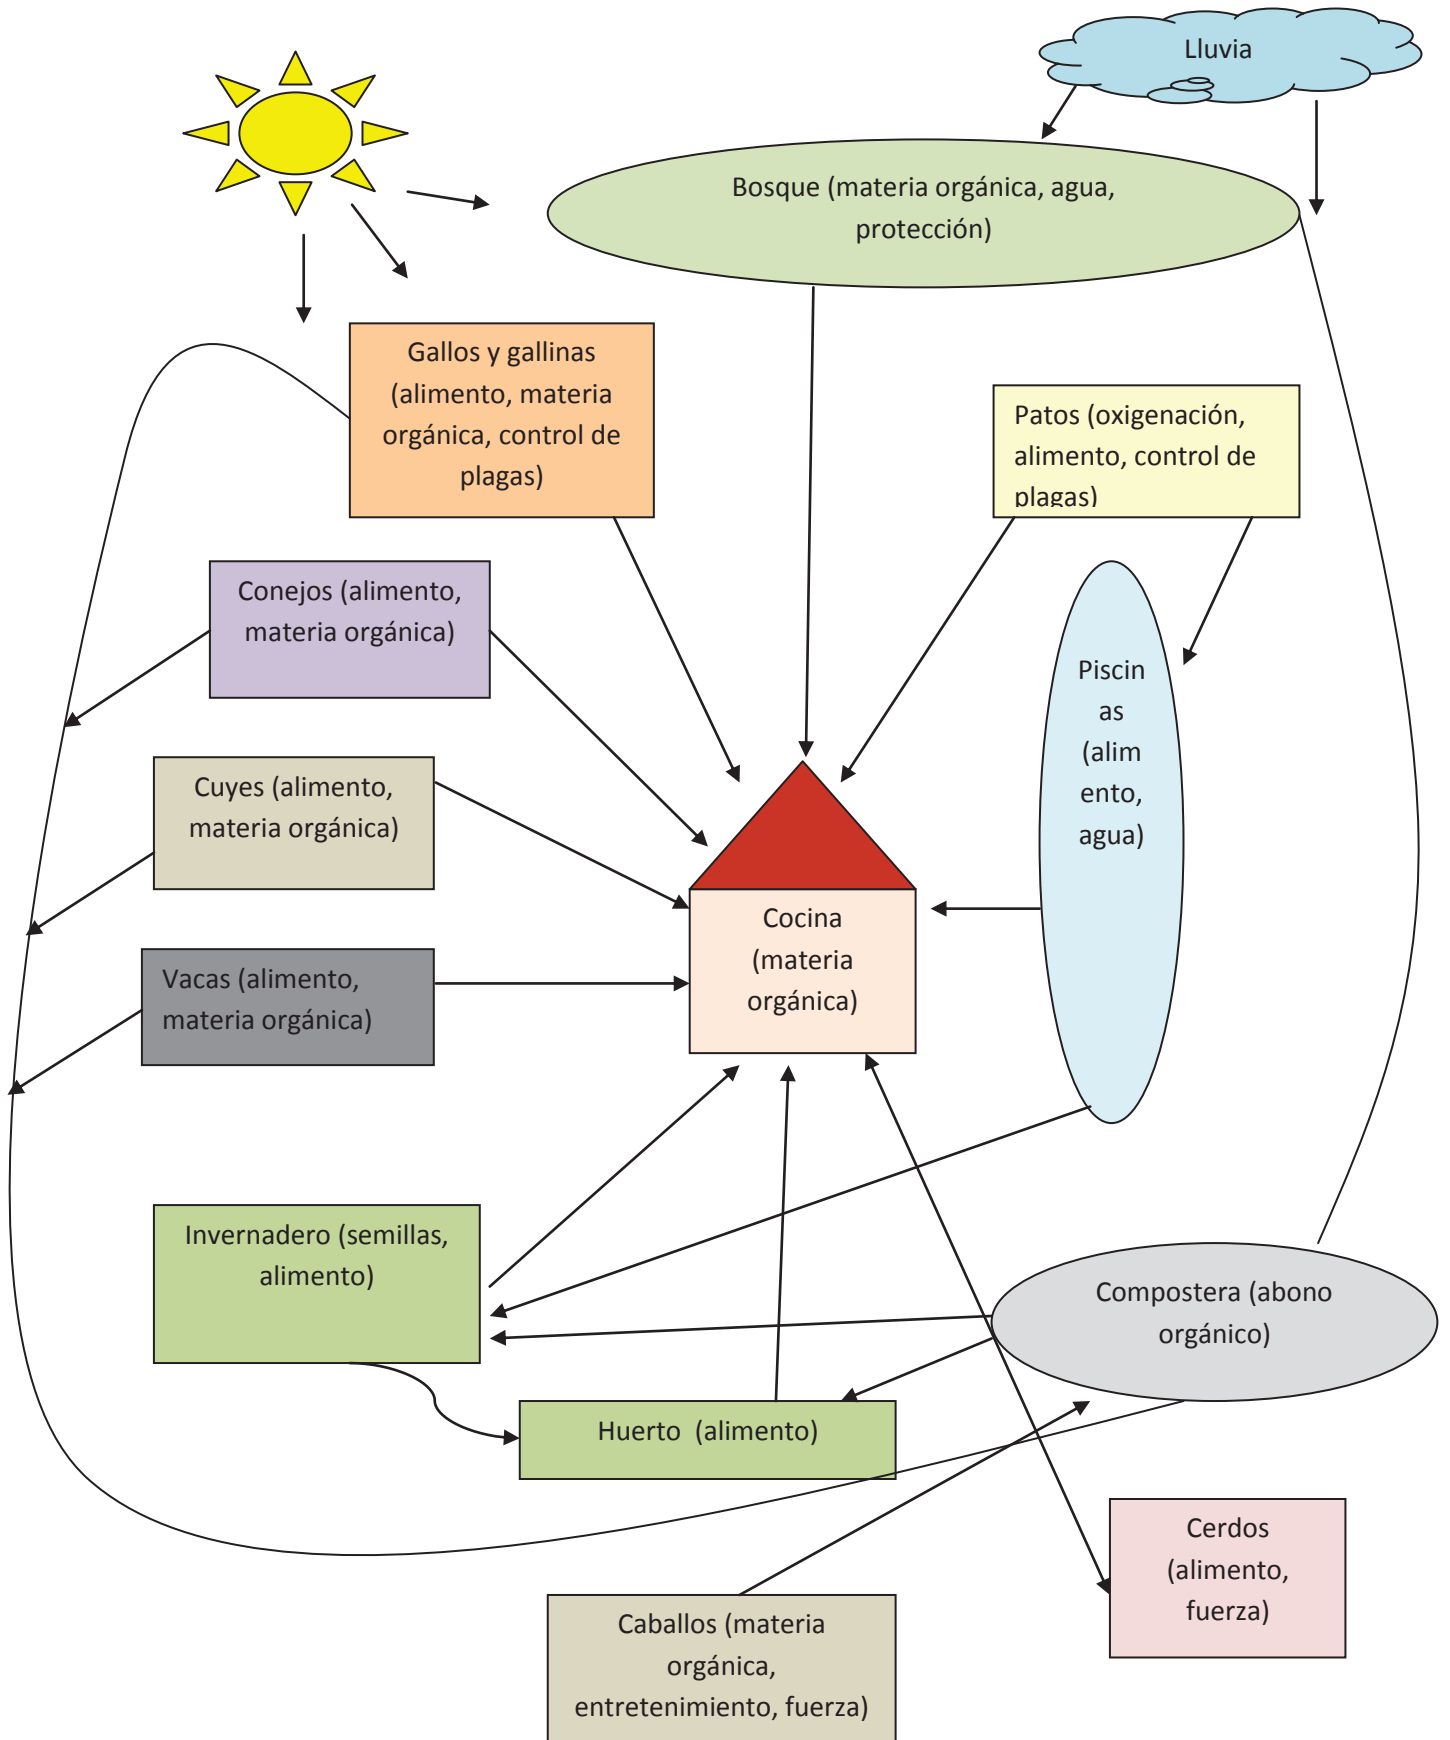 Lluvia
Bosque (materia orgánica, agua,
protección)
Gallos y gallinas
(alimento, materia
orgánica, control de
plagas)
Patos (oxigenación,
alimento, control de
plagas)
Conejos (alimento,
materia orgánica)
Piscin
as
(alim
ento,
agua)
Cuyes (alimento,
materia orgánica)
Cocina
(materia
orgánica)
Vacas (alimento,
materia orgánica)
Invernadero (semillas,
alimento)
Compostera (abono
orgánico)
Huerto  (alimento)
Cerdos
(alimento,
fuerza)
Caballos (materia
orgánica,
entretenimiento, fuerza)